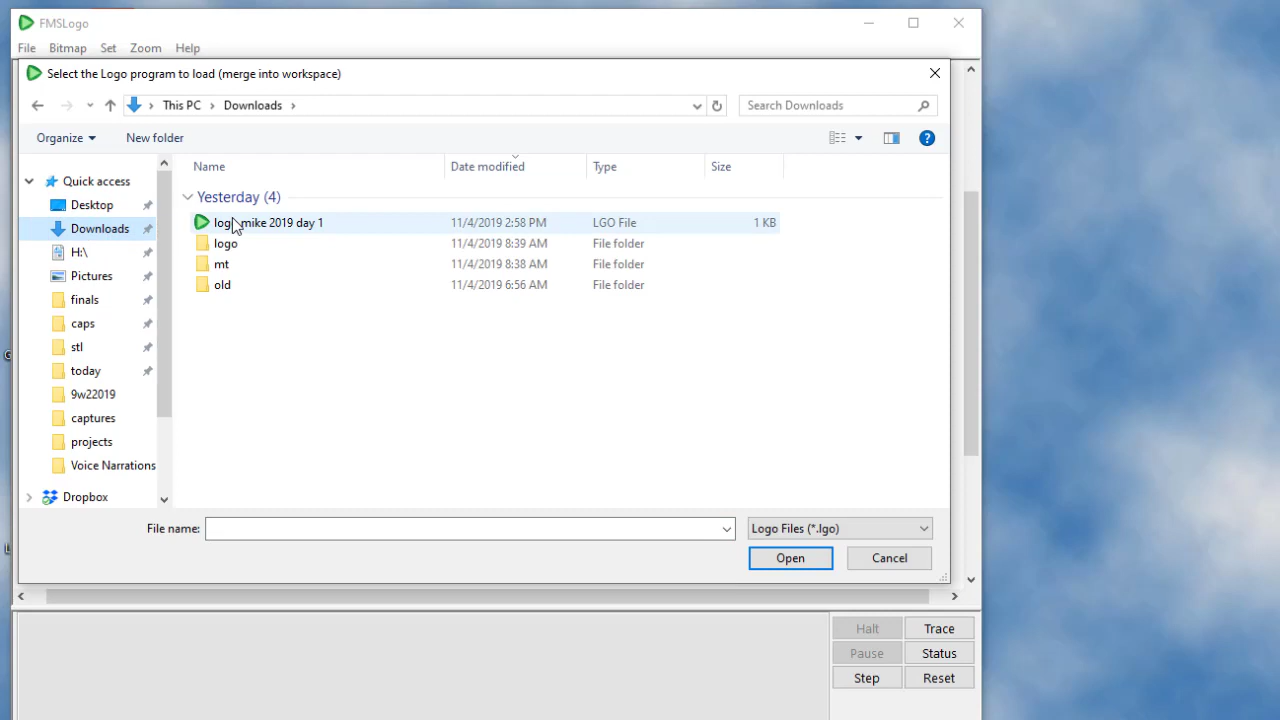 FMSLogo
File Bitmap Set Zoom Help
Select the Logo program to load (merge into workspace)
This PC Downloads
Search Downloads
Organize New folder
Name Date modified Type Size
Quick access
Desktop
Downloads
H:\
Pictures
finals
caps
stl
today
9w22019
captures
projects
Voice Narrations
Dropbox
Yesterday (4)
mike 2019 day 1 11/4/2019 2:58 PM LGO File 1 KB
logo 11/4/2019 8:39 AM File folder
mt 11/4/2019 8:38 AM File folder
old 11/4/2019 6:56 AM File folder
File name:
Logo Files (*.lgo)
Open Cancel
Halt Trace
Pause Status
Step Reset